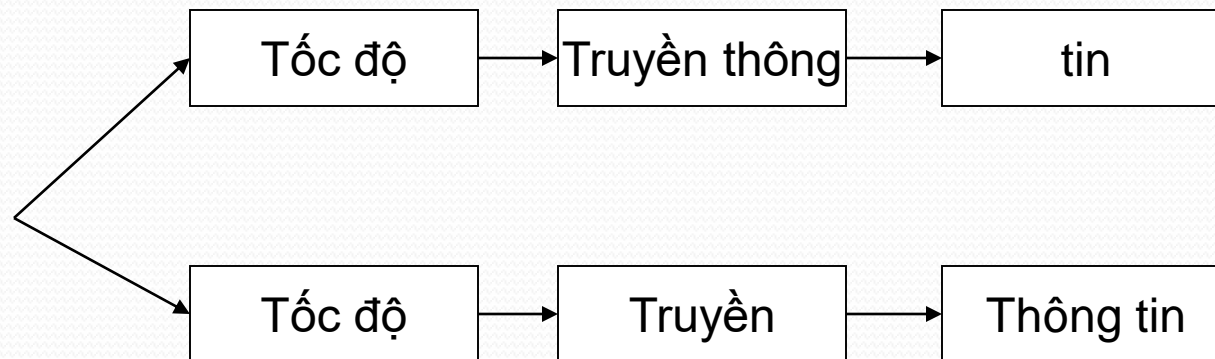 Tốc độ
Truyền thông
tin
Tốc độ
Truyền
Thông tin